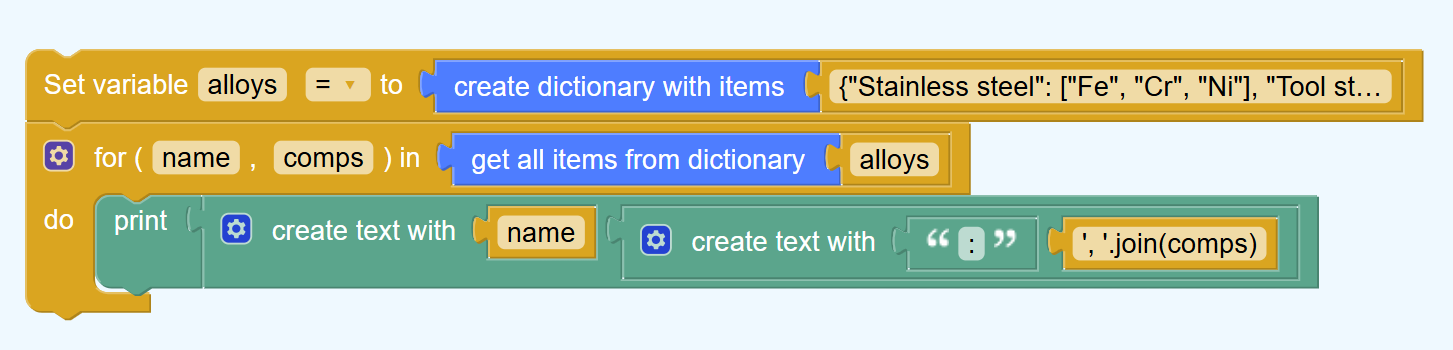 Set variable alloys = to create dictionary with items {"Stainless steel": ["Fe", "Cr", "Ni"], "Tool st…
for ( name , comps ) in get all items from dictionary alloys
do print create text with name create text with “ : ” ', '.join(comps)